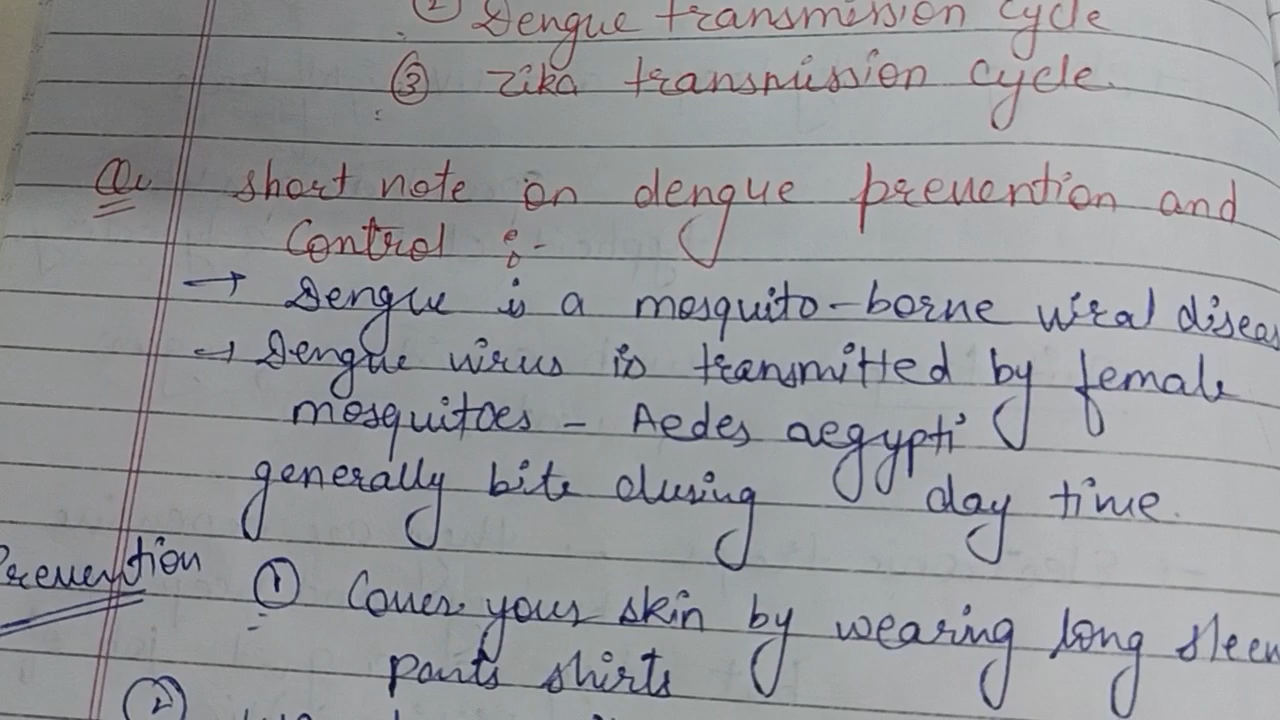 ② Dengue transmission cycle
③ Zika transmission cycle.
Q. short note on dengue prevention and
Control :-
→ Dengue is a mosquito-borne viral diseas
→ Dengue virus is transmitted by female
mosquitoes - Aedes aegypti
generally bite during day time.
Prevention ① Cover your skin by wearing long sleev
pants shirts
②